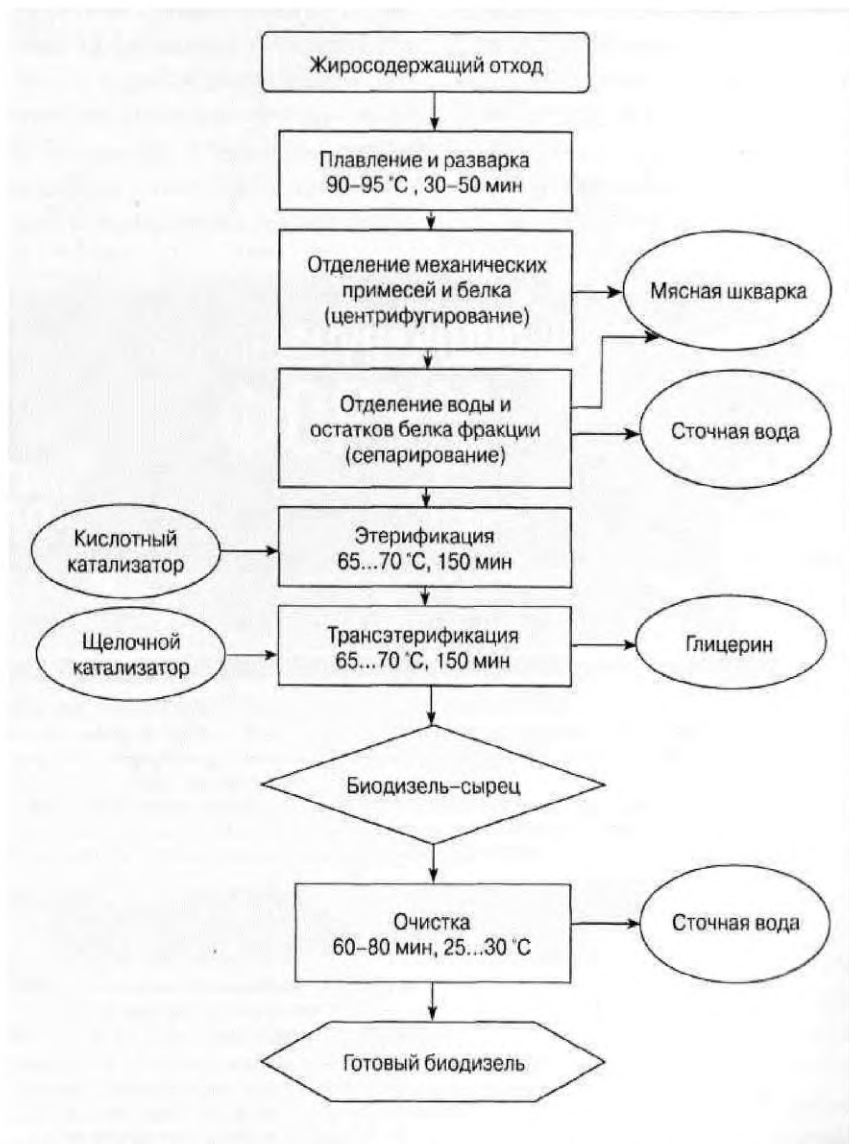 Жиросодержащий отход
Плавление и разварка
90–95 °С , 30–50 мин
Отделение механических
примесей и белка
(центрифугирование)
Мясная шкварка
Отделение воды и
остатков белка фракции
(сепарирование)
Сточная вода
Кислотный
катализатор
Этерификация
65...70 °С, 150 мин
Щелочной
катализатор
Трансэтерификация
65...70 °С, 150 мин
Глицерин
Биодизель–сырец
Очистка
60–80 мин, 25...30 °С
Сточная вода
Готовый биодизель